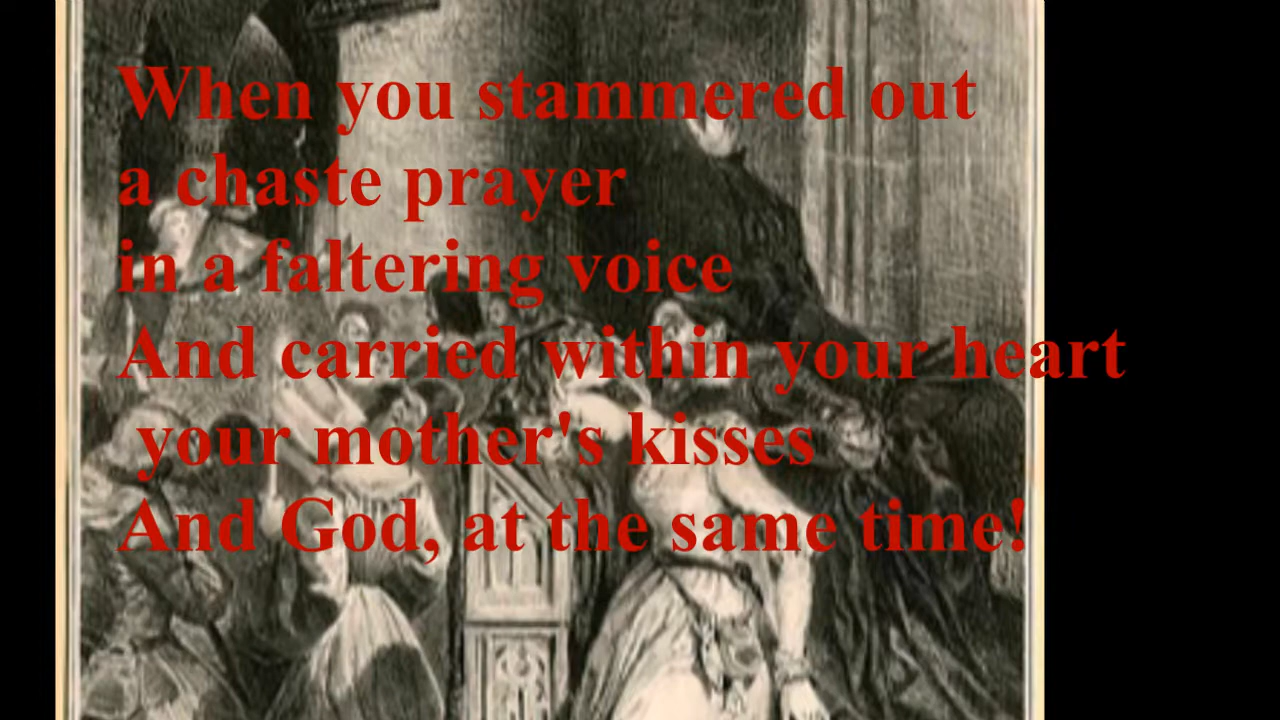 When you stammered out
a chaste prayer
in a faltering voice
And carried within your heart
your mother's kisses
And God, at the same time!